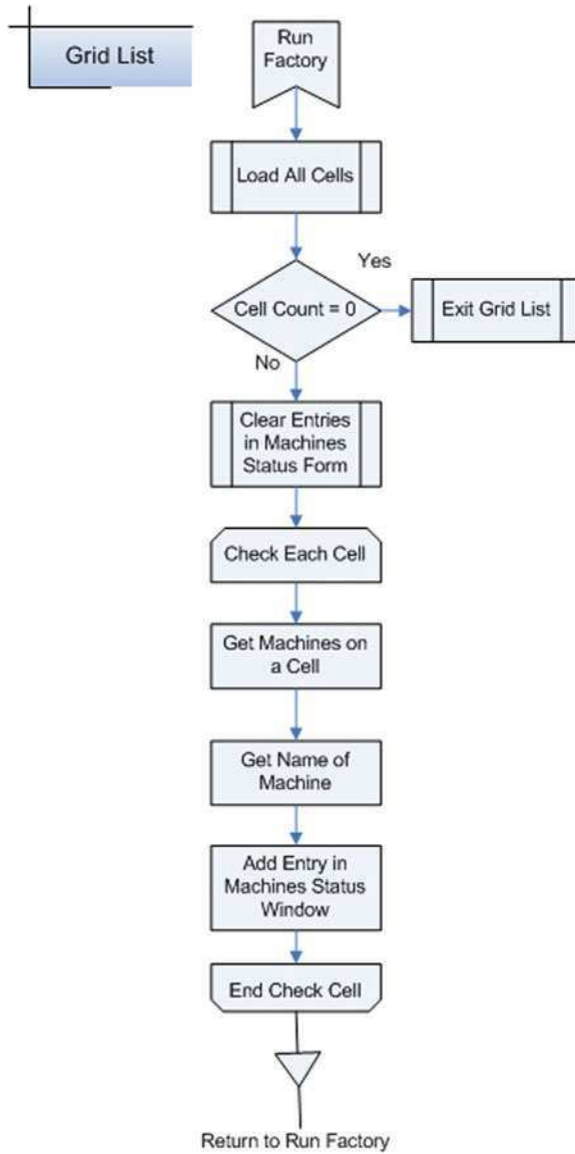 Grid List
Run
Factory
Load All Cells
Yes
Cell Count = 0
Exit Grid List
No
Clear Entries
in Machines
Status Form
Check Each Cell
Get Machines on
a Cell
Get Name of
Machine
Add Entry in
Machines Status
Window
End Check Cell
Return to Run Factory